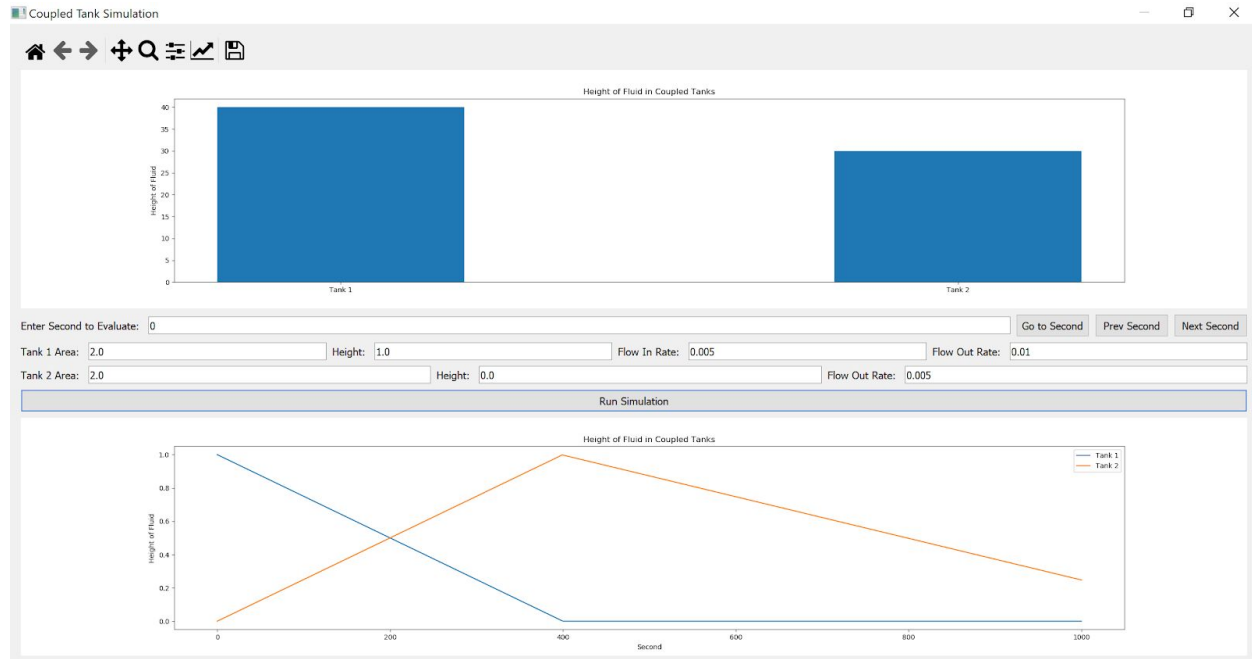 Coupled Tank Simulation
Height of Fluid in Coupled Tanks
Height of Fluid
40
35
30
25
20
15
10
5
0
Tank 1 Tank 2
Enter Second to Evaluate: 0 Go to Second Prev Second Next Second
Tank 1 Area: 2.0 Height: 1.0 Flow In Rate: 0.005 Flow Out Rate: 0.01
Tank 2 Area: 2.0 Height: 0.0 Flow Out Rate: 0.005
Run Simulation
Height of Fluid in Coupled Tanks
Height of Fluid
1.0
0.8
0.6
0.4
0.2
0.0
Tank 1
Tank 2
0 200 400 600 800 1000
Second